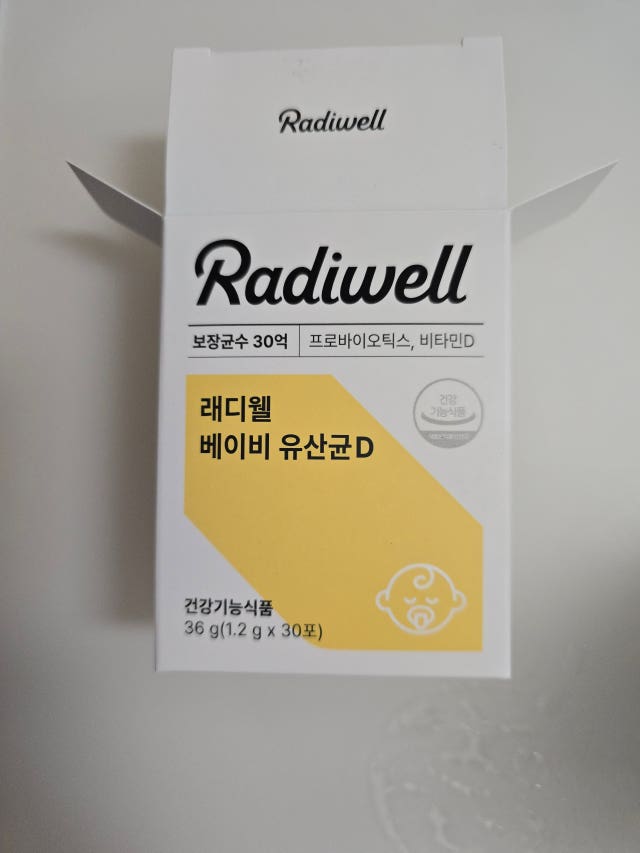 Radiwell
Radiwell
보장균수 30억 프로바이오틱스, 비타민D
래디웰
베이비 유산균D
건강
기능식품
건강기능식품
36 g(1.2 g x 30포)